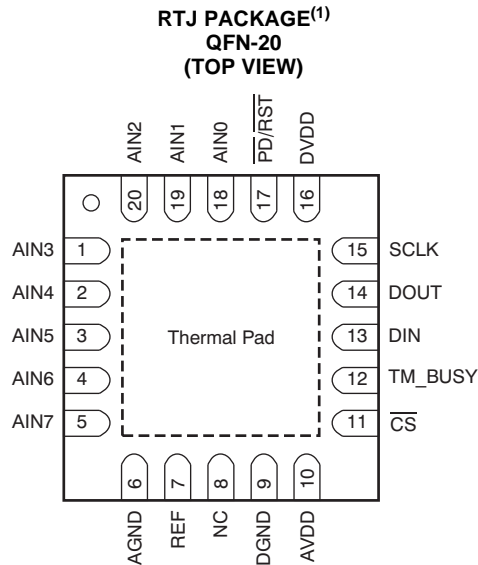 RTJ PACKAGE(1)
QFN-20
(TOP VIEW)
AIN2 AIN1 AIN0 PD/RST DVDD
20 19 18 17 16
AIN3 1 15 SCLK
AIN4 2 14 DOUT
AIN5 3 Thermal Pad 13 DIN
AIN6 4 12 TM_BUSY
AIN7 5 11 CS
6 7 8 9 10
AGND REF NC DGND AVDD